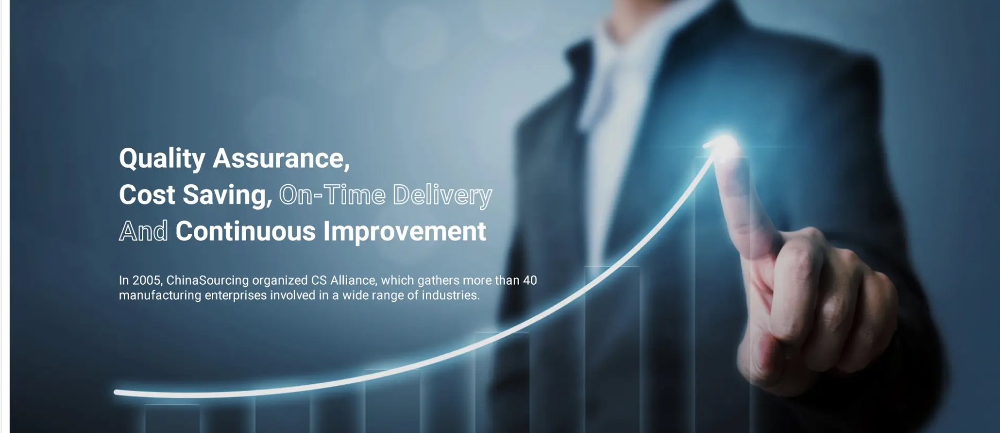 Quality Assurance,
Cost Saving, On-Time Delivery
And Continuous Improvement
In 2005, ChinaSourcing organized CS Alliance, which gathers more than 40
manufacturing enterprises involved in a wide range of industries.